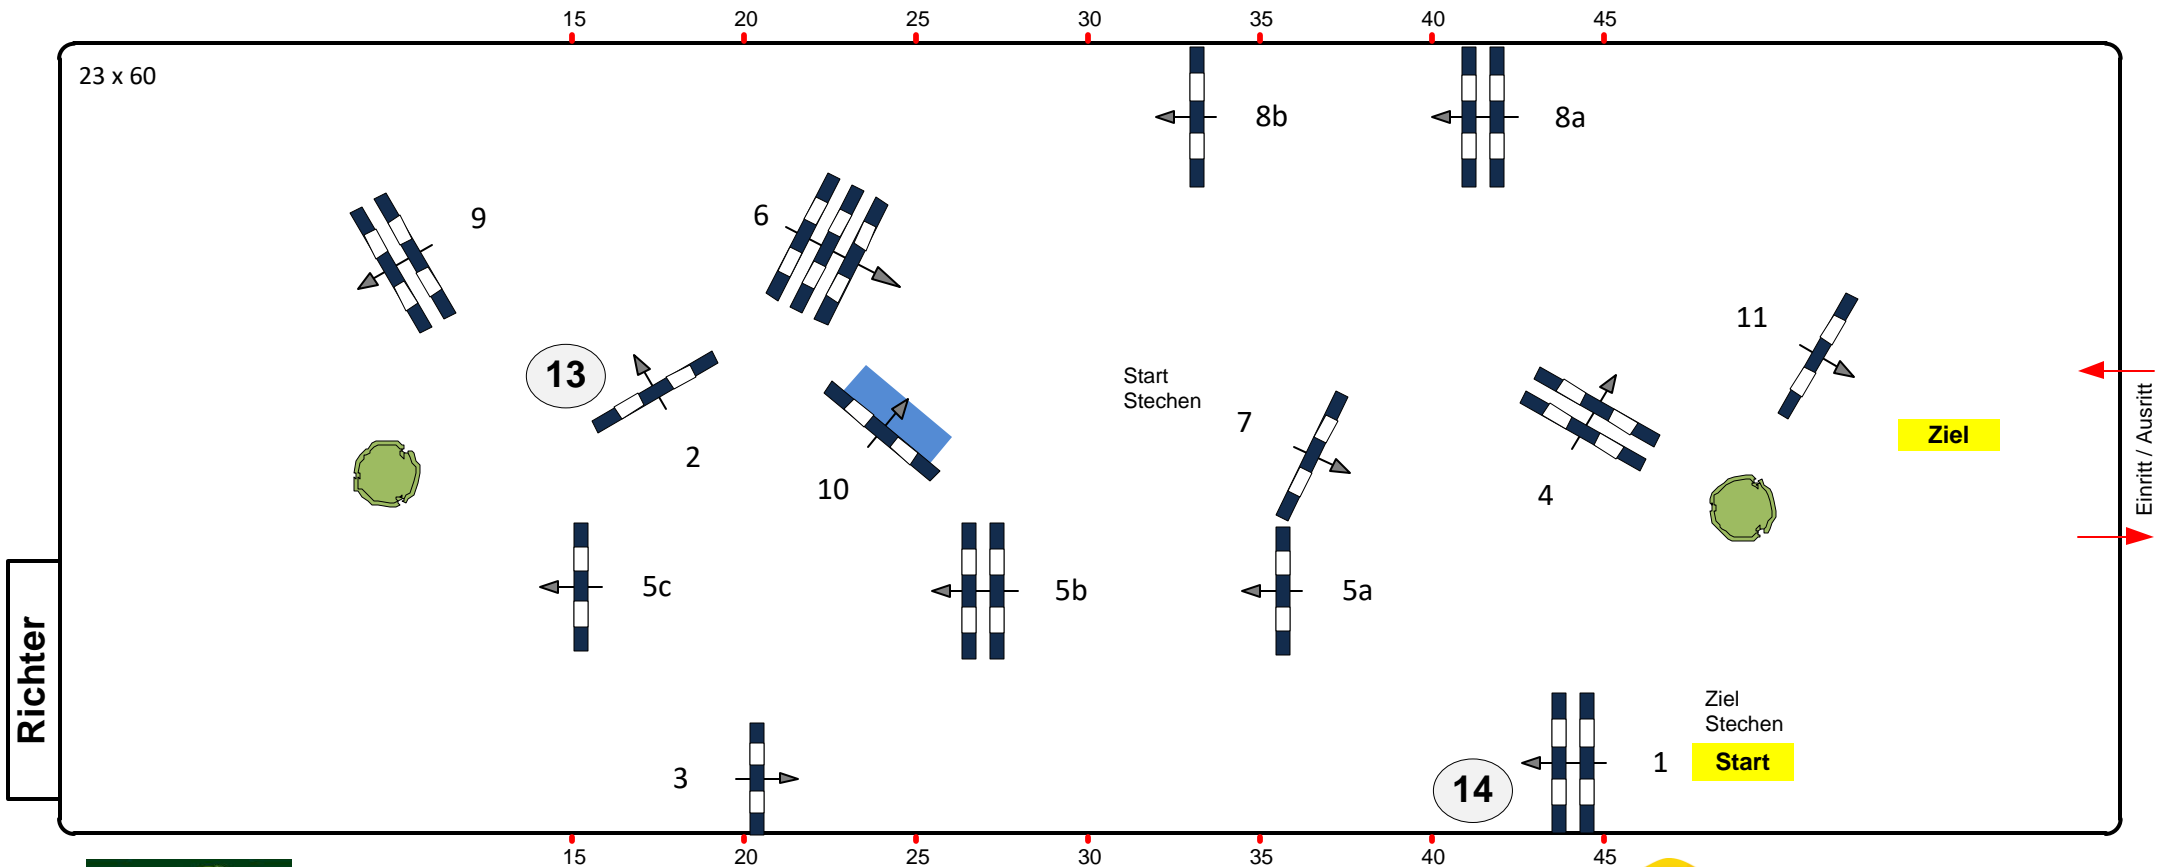 15 20 25 30 35 40 45
23 x 60
8b 8a
9 6
11
13
Start
Stechen
7
Ziel
2
10
4
Einritt / Ausritt
5c 5b 5a
Richter
Ziel
Stechen
3
14
1
Start
15 20 25 30 35 40 45